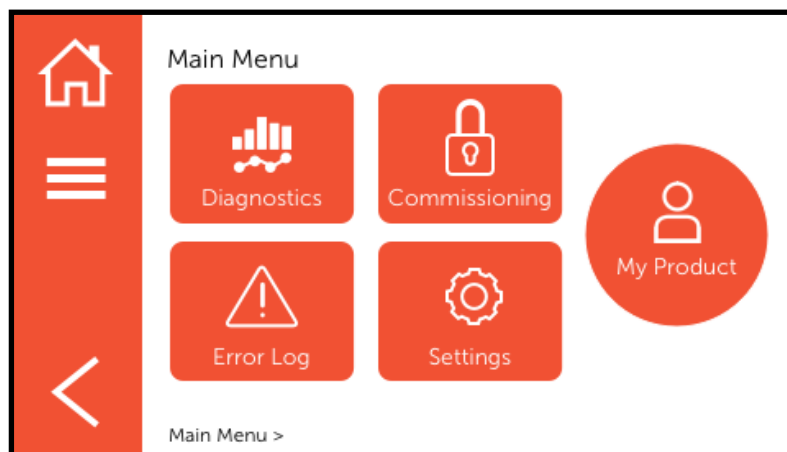 Main Menu
Diagnostics
Commissioning
My Product
Error Log
Settings
Main Menu >